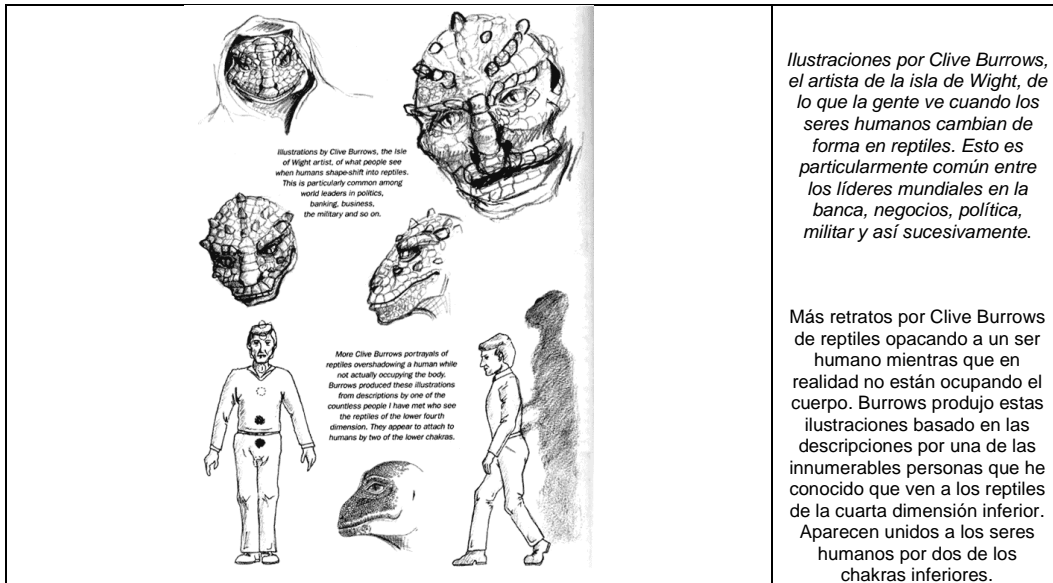 Illustrations by Clive Burrows, the Isle
of Wight artist, of what people see
when humans shape-shift into reptiles.
This is particularly common among
world leaders in politics,
banking, business,
the military and so on.
More Clive Burrows portrayals of
reptiles overshadowing a human while
not actually occupying the body.
Burrows produced these illustrations
from descriptions by one of the
countless people I have met who see
the reptiles of the lower fourth
dimension. They appear to attach to
humans by two of the lower chakras.
Ilustraciones por Clive Burrows,
el artista de la isla de Wight, de
lo que la gente ve cuando los
seres humanos cambian de
forma en reptiles. Esto es
particularmente común entre
los líderes mundiales en la
banca, negocios, política,
militar y así sucesivamente.
Más retratos por Clive Burrows
de reptiles opacando a un ser
humano mientras que en
realidad no están ocupando el
cuerpo. Burrows produjo estas
ilustraciones basado en las
descripciones por una de las
innumerables personas que he
conocido que ven a los reptiles
de la cuarta dimensión inferior.
Aparecen unidos a los seres
humanos por dos de los
chakras inferiores.